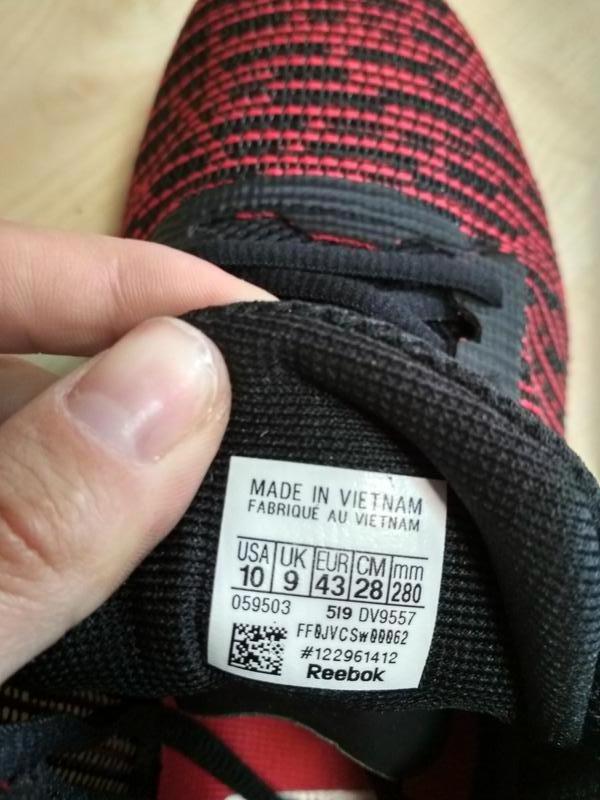 MADE IN VIETNAM
FABRIQUÉ AU VIETNAM
USA UK EUR CM mm
10 9 43 28 280
059503 519 DV9557
FF0JVCSW00062
#122961412
Reebok